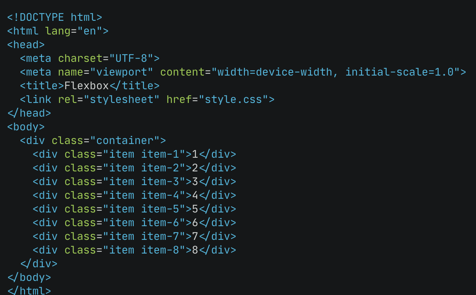 <!DOCTYPE html>
<html lang="en">
<head>
  <meta charset="UTF-8">
  <meta name="viewport" content="width=device-width, initial-scale=1.0">
  <title>Flexbox</title>
  <link rel="stylesheet" href="style.css">
</head>
<body>
  <div class="container">
    <div class="item item-1">1</div>
    <div class="item item-2">2</div>
    <div class="item item-3">3</div>
    <div class="item item-4">4</div>
    <div class="item item-5">5</div>
    <div class="item item-6">6</div>
    <div class="item item-7">7</div>
    <div class="item item-8">8</div>
  </div>
</body>
</html>